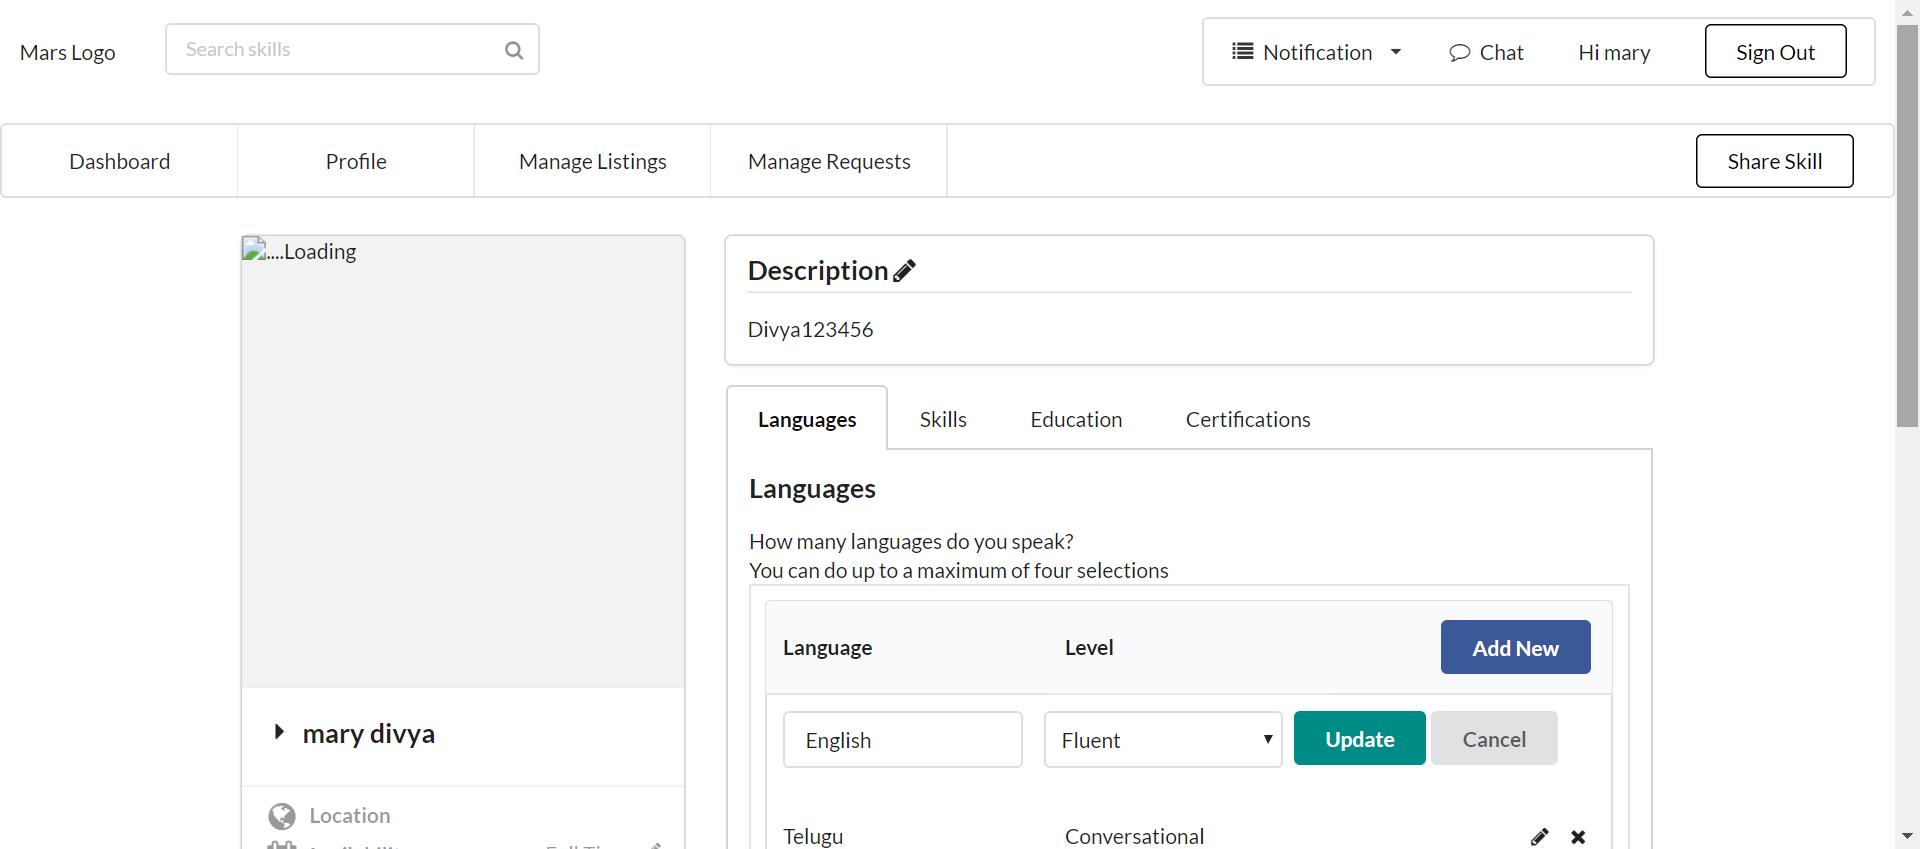 Mars Logo
Search skills
Notification
Chat
Hi mary
Sign Out
Dashboard
Profile
Manage Listings
Manage Requests
Share Skill
....Loading
mary divya
Location
Description
Divya123456
Languages
Skills
Education
Certifications
Languages
How many languages do you speak?
You can do up to a maximum of four selections
Language
Level
Add New
English
Fluent
Update
Cancel
Telugu
Conversational